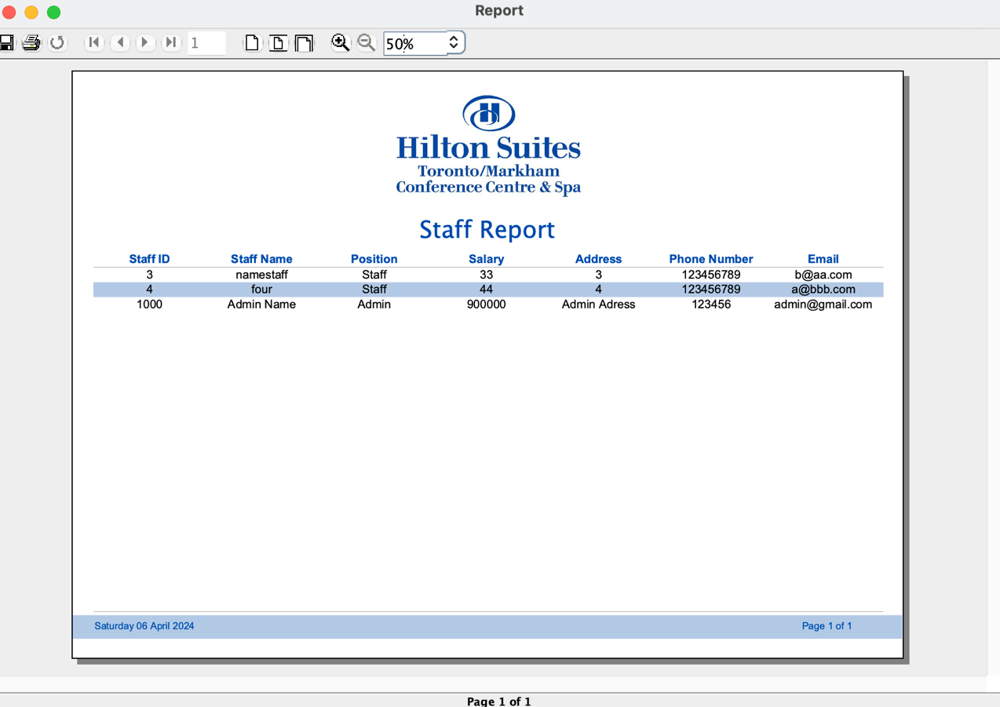 Report
1
50%
Hilton Suites
Toronto/Markham
Conference Centre & Spa
Staff Report
Staff ID Staff Name Position Salary Address Phone Number Email
3 namestaff Staff 33 3 123456789 b@aa.com
4 four Staff 44 4 123456789 a@bbb.com
1000 Admin Name Admin 900000 Admin Adress 123456 admin@gmail.com
Saturday 06 April 2024 Page 1 of 1
Page 1 of 1